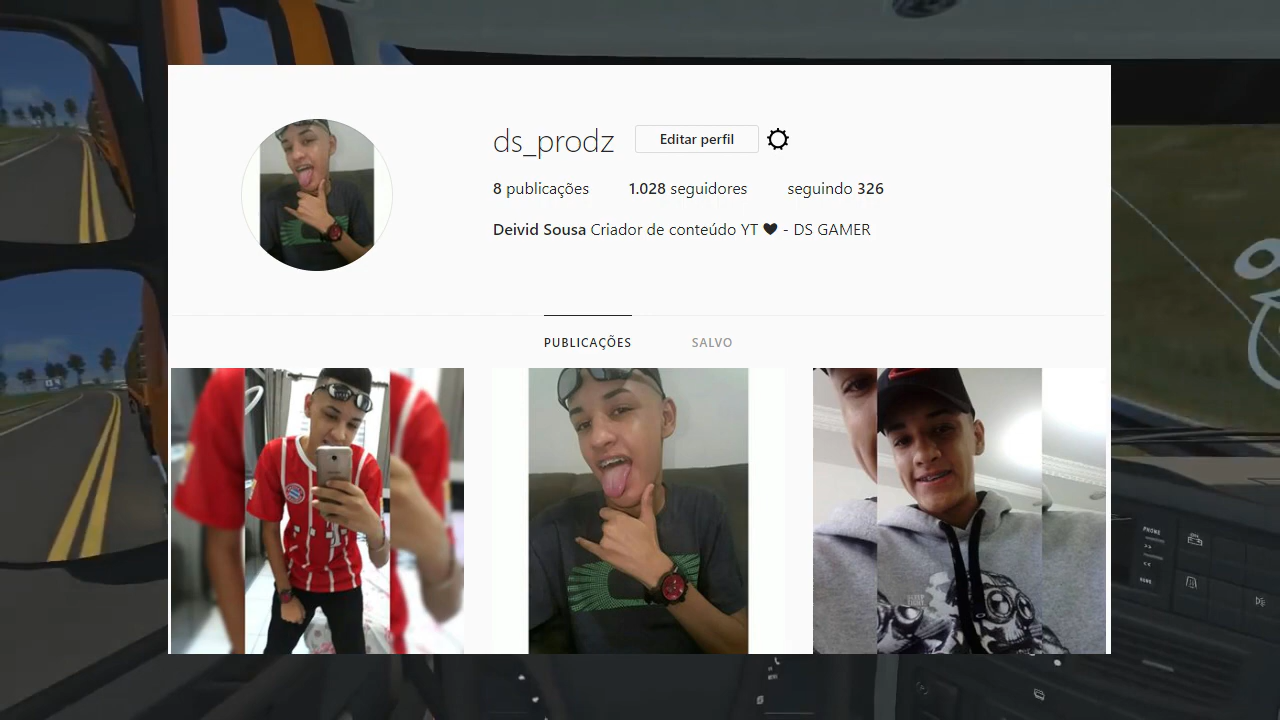 ds_prodz Editar perfil
8 publicações 1.028 seguidores seguindo 326
Deivid Sousa Criador de conteúdo YT ♥ - DS GAMER
PUBLICAÇÕES SALVO
PHONE
>>
<<